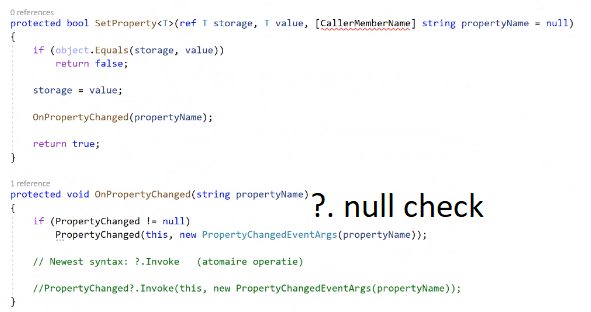 0 references
protected bool SetProperty<T>(ref T storage, T value, [CallerMemberName] string propertyName = null)
{
if (object.Equals(storage, value))
return false;
storage = value;
OnPropertyChanged(propertyName);
return true;
}
1 reference
protected void OnPropertyChanged(string propertyName)
?. null check
{
if (PropertyChanged != null)
PropertyChanged(this, new PropertyChangedEventArgs(propertyName));
// Newest syntax: ?.Invoke (atomaire operatie)
//PropertyChanged?.Invoke(this, new PropertyChangedEventArgs(propertyName));
}